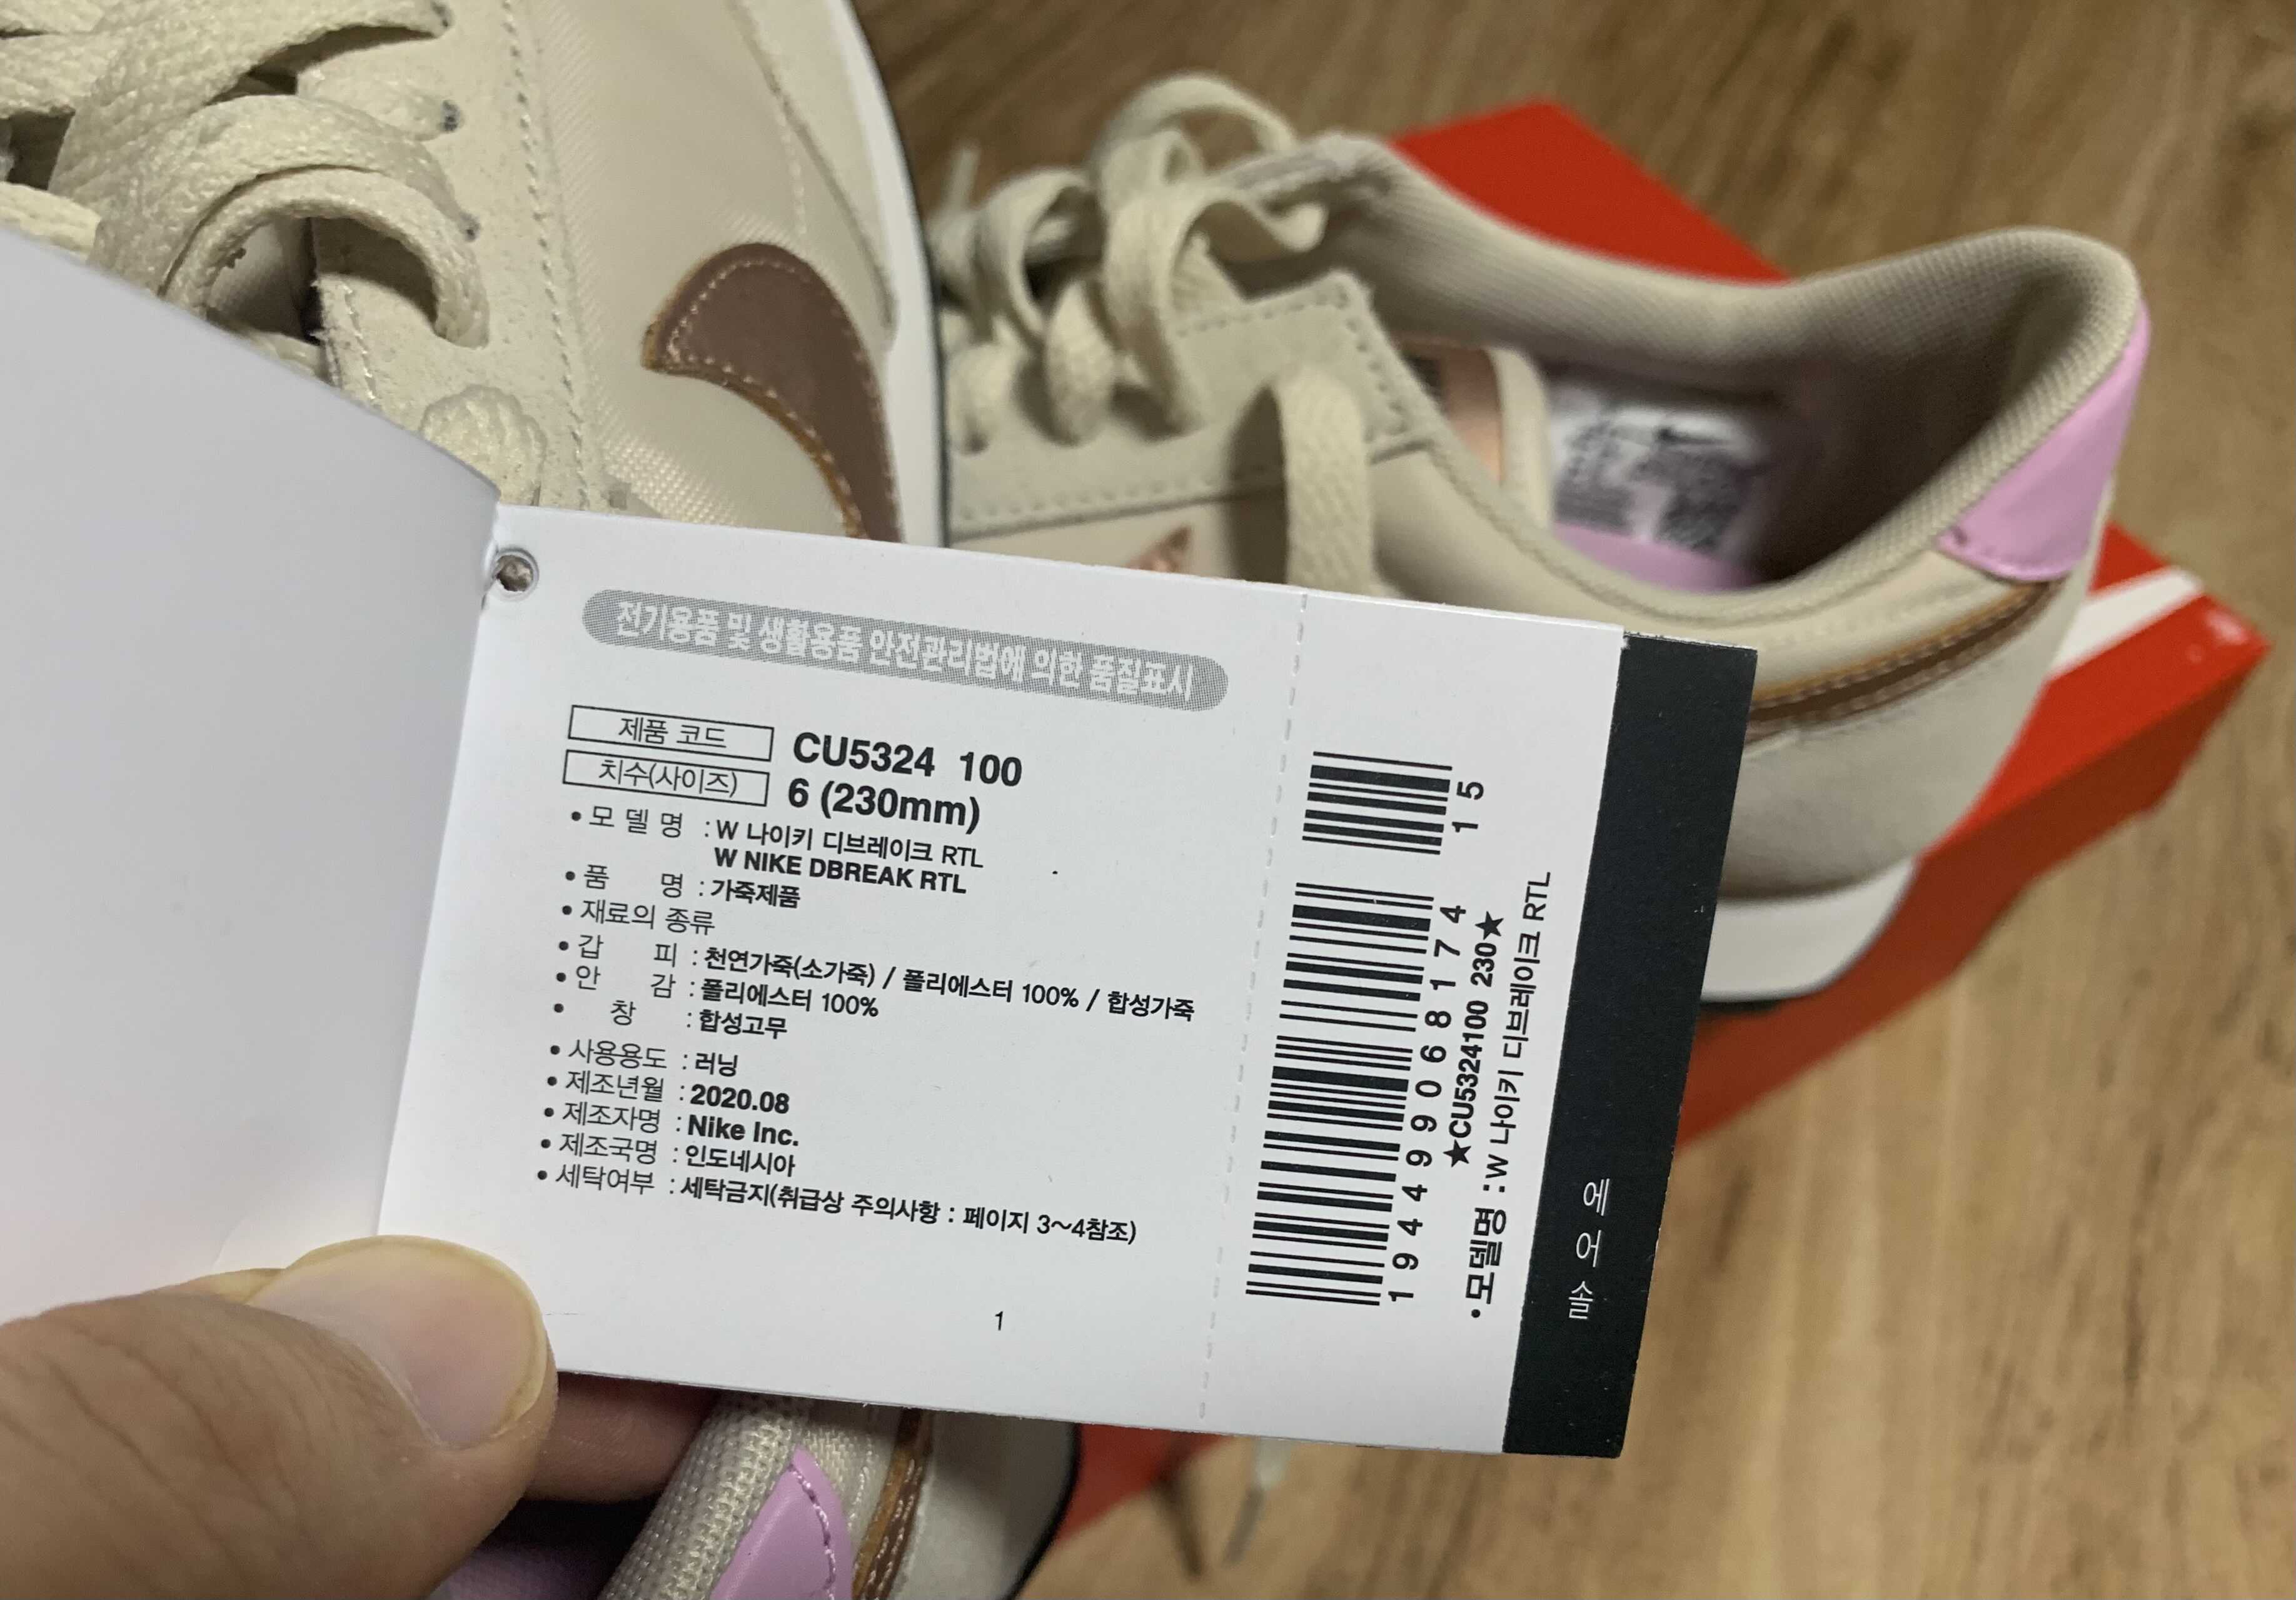 전기용품 및 생활용품 안전관리법에 의한 품질표시
제품 코드 CU5324 100
치수(사이즈) 6 (230mm)
• 모 델 명 : W 나이키 디브레이크 RTL
W NIKE DBREAK RTL
• 품 명 : 가죽제품
• 재료의 종류
• 갑 피 : 천연가죽(소가죽) / 폴리에스터 100% / 합성가죽
• 안 감 : 폴리에스터 100%
• 창 : 합성고무
• 사용용도 : 러닝
• 제조년월 : 2020.08
• 제조자명 : Nike Inc.
• 제조국명 : 인도네시아
• 세탁여부 : 세탁금지(취급상 주의사항 : 페이지 3~4참조)
1
15
194499068174
★CU5324100 230★
•모델명 : W 나이키 디브레이크 RTL
에어솔